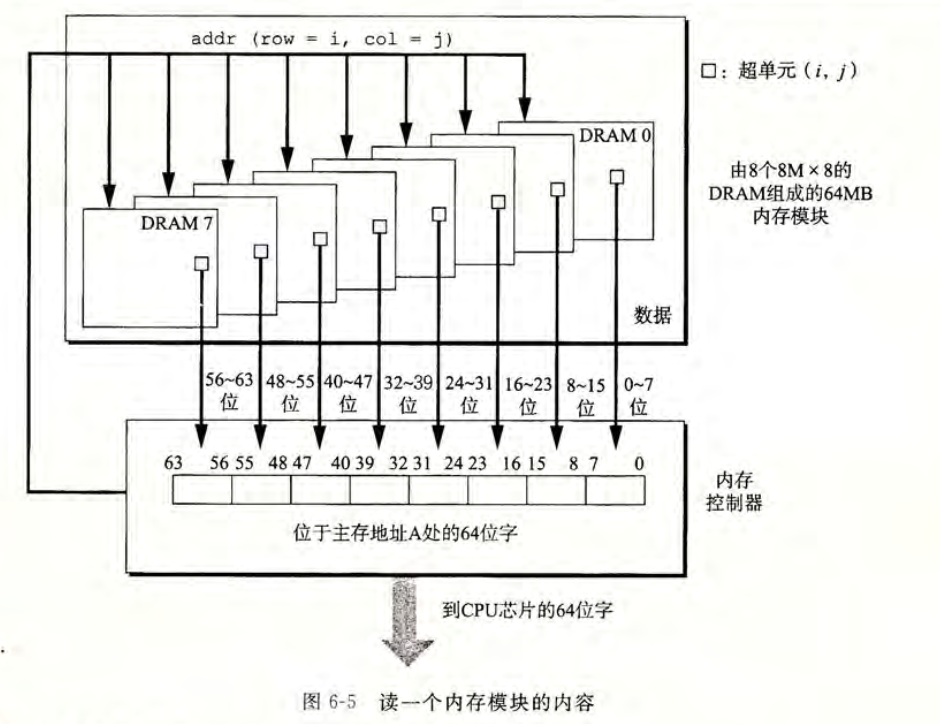 addr (row = i, col = j)
□：超单元（i, j）
DRAM 0
由8个8M×8的
DRAM组成的64MB
内存模块
DRAM 7
数据
56~63
位
48~55
位
40~47
位
32~39
位
24~31
位
16~23
位
8~15
位
0~7
位
63 56 55 48 47 40 39 32 31 24 23 16 15 8 7 0
内存
控制器
位于主存地址A处的64位字
到CPU芯片的64位字
图 6-5 读一个内存模块的内容